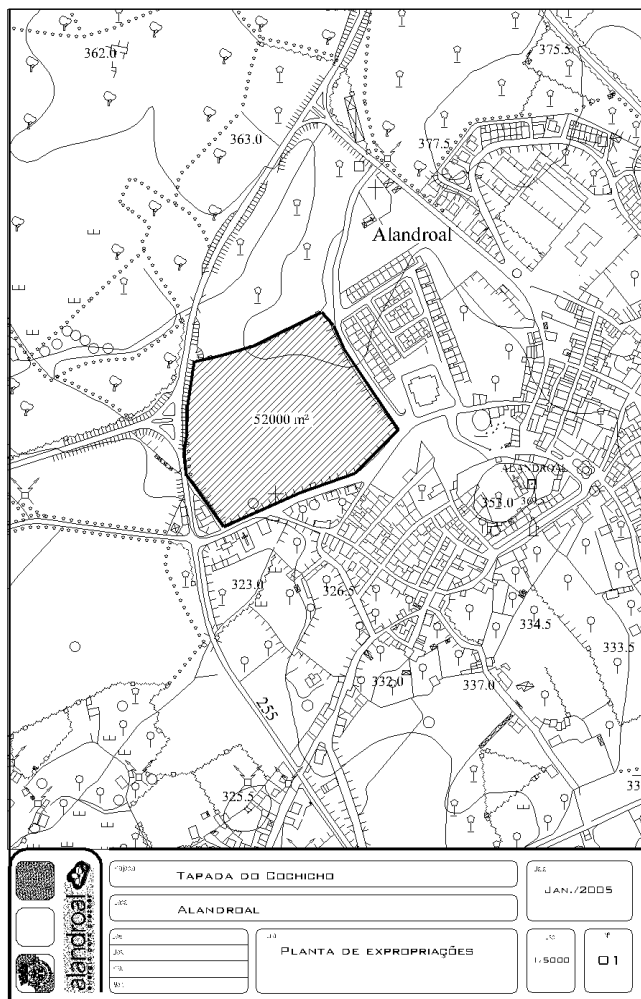 362.0
375.5
363.0
377.5
Alandroal
52000 m²
ALANDROAL
353.0
323.0
326.5
334.5
333.5
332.0
337.0
255
325.5
33
TAPADA DO COCHICHO
JAN./2005
ALANDROAL
alandroal
PLANTA DE EXPROPRIAÇÕES
1/5000
01